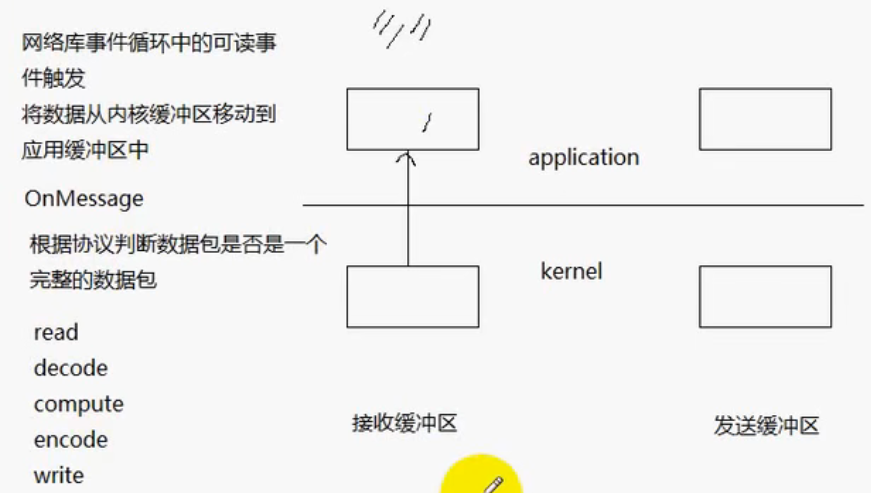 网络库事件循环中的可读事
件触发
将数据从内核缓冲区移动到
应用缓冲区中
OnMessage
根据协议判断数据包是否是一个
完整的数据包
read
decode
compute
encode
write
application
kernel
接收缓冲区
发送缓冲区